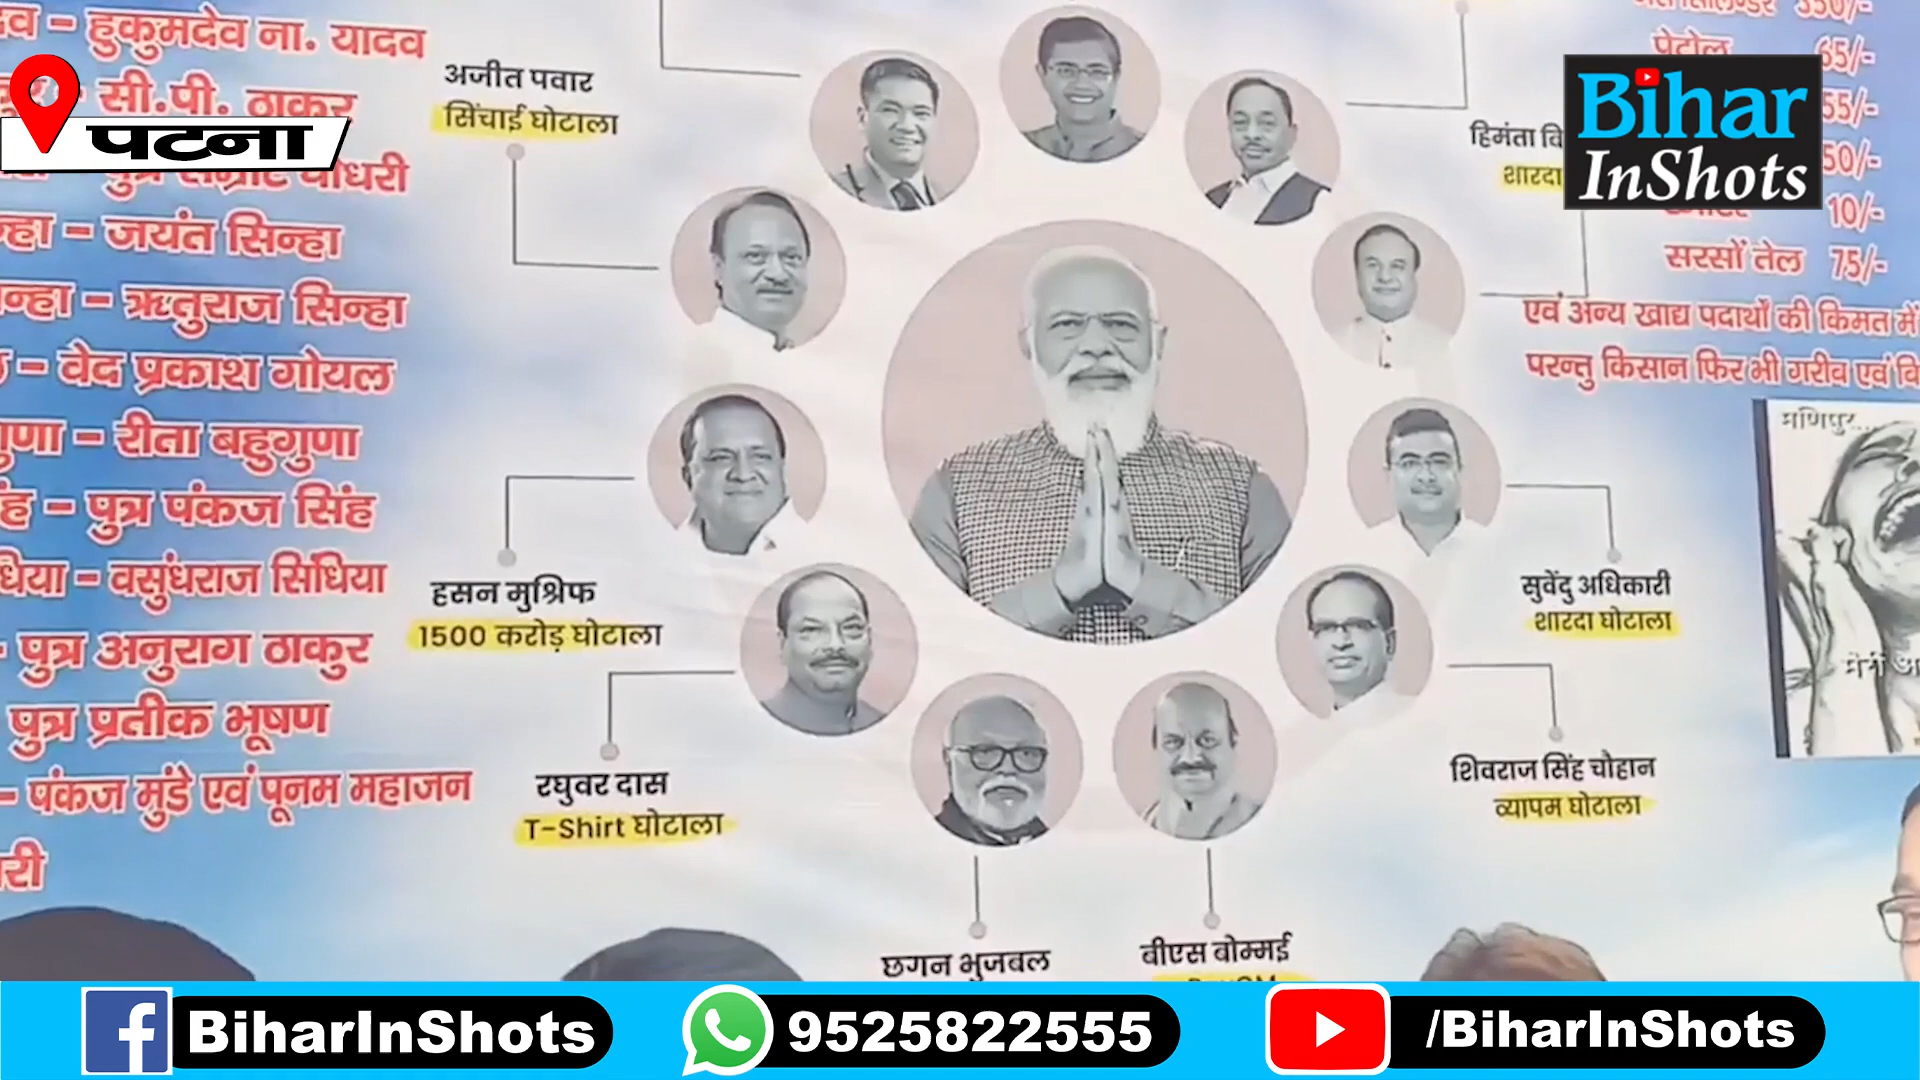 हुकुमदेव ना. यादव
सी.पी. ठाकुर
पटना
पुत्र सम्राट चौधरी
जयंत सिन्हा
ऋतुराज सिन्हा
– वेद प्रकाश गोयल
– रीता बहुगुणा
– पुत्र पंकज सिंह
– वसुंधराज सिंधिया
- पुत्र अनुराग ठाकुर
पुत्र प्रतीक भूषण
– पंकज मुंडे एवं पूनम महाजन
अजीत पवार
सिंचाई घोटाला
हसन मुश्रिफ
1500 करोड़ घोटाला
रघुवर दास
T-Shirt घोटाला
छगन भुजबल
बीएस बोम्मई
शिवराज सिंह चौहान
व्यापम घोटाला
सुवेंदु अधिकारी
शारदा घोटाला
हिमंता
शारदा
पेट्रोल 65/-
55/-
50/-
10/-
सरसों तेल 75/-
एवं अन्य खाद्य पदार्थों की किमत में
परन्तु किसान फिर भी गरीब एवं
मणिपुर..
Bihar
InShots
BiharInShots
9525822555
/BiharInShots